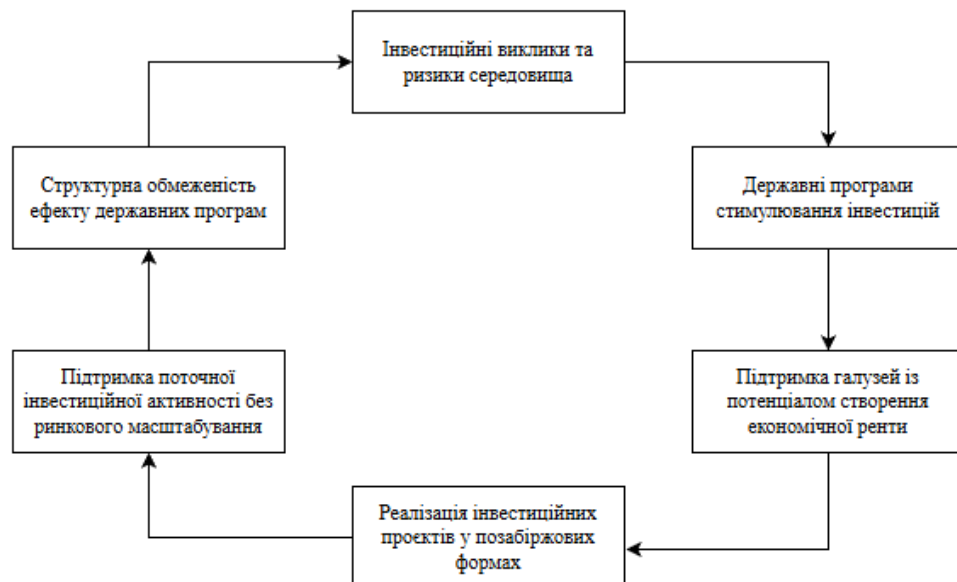 Інвестиційні виклики та
ризики середовища
Структурна обмеженість
ефекту державних програм
Державні програми
стимулювання інвестицій
Підтримка поточної
інвестиційної активності без
ринкового масштабування
Підтримка галузей із
потенціалом створення
економічної ренти
Реалізація інвестиційних
проєктів у позабіржових
формах